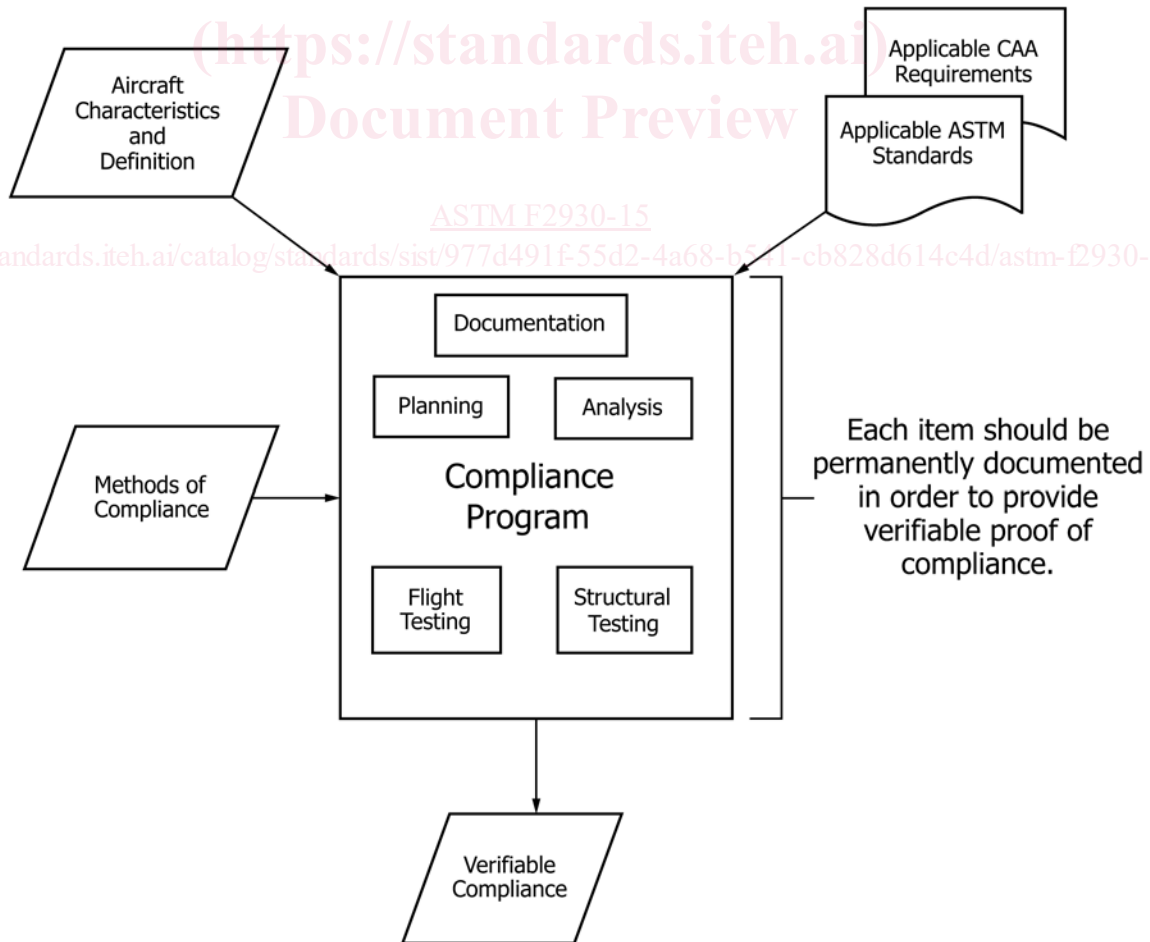 (https://standards.iteh.ai)
Document Preview
Aircraft
Characteristics
and
Definition
Applicable CAA
Requirements
Applicable ASTM
Standards
ASTM F2930-15
andards.iteh.ai/catalog/standards/sist/977d491f-55d2-4a68-b541-cb828d614c4d/astm-f2930-
Documentation
Planning
Analysis
Compliance
Program
Flight
Testing
Structural
Testing
Methods of
Compliance
Each item should be
permanently documented
in order to provide
verifiable proof of
compliance.
Verifiable
Compliance